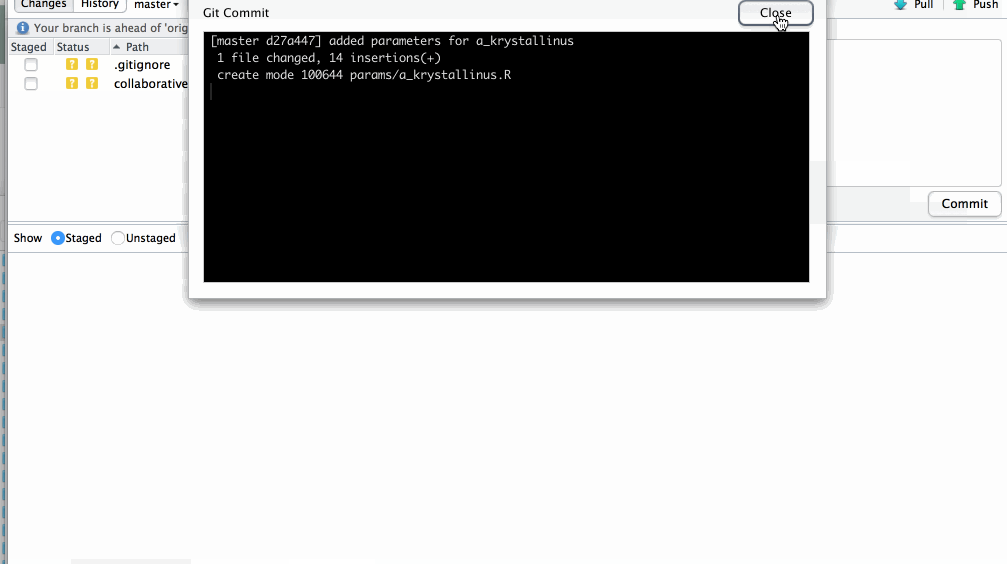 Changes History master
Git Commit
Close
Pull Push
Your branch is ahead of 'orig
Staged Status Path
? ? .gitignore
? ? collaborative
[master d27a447] added parameters for a_krystallinus
1 file changed, 14 insertions(+)
create mode 100644 params/a_krystallinus.R
Commit
Show Staged Unstaged